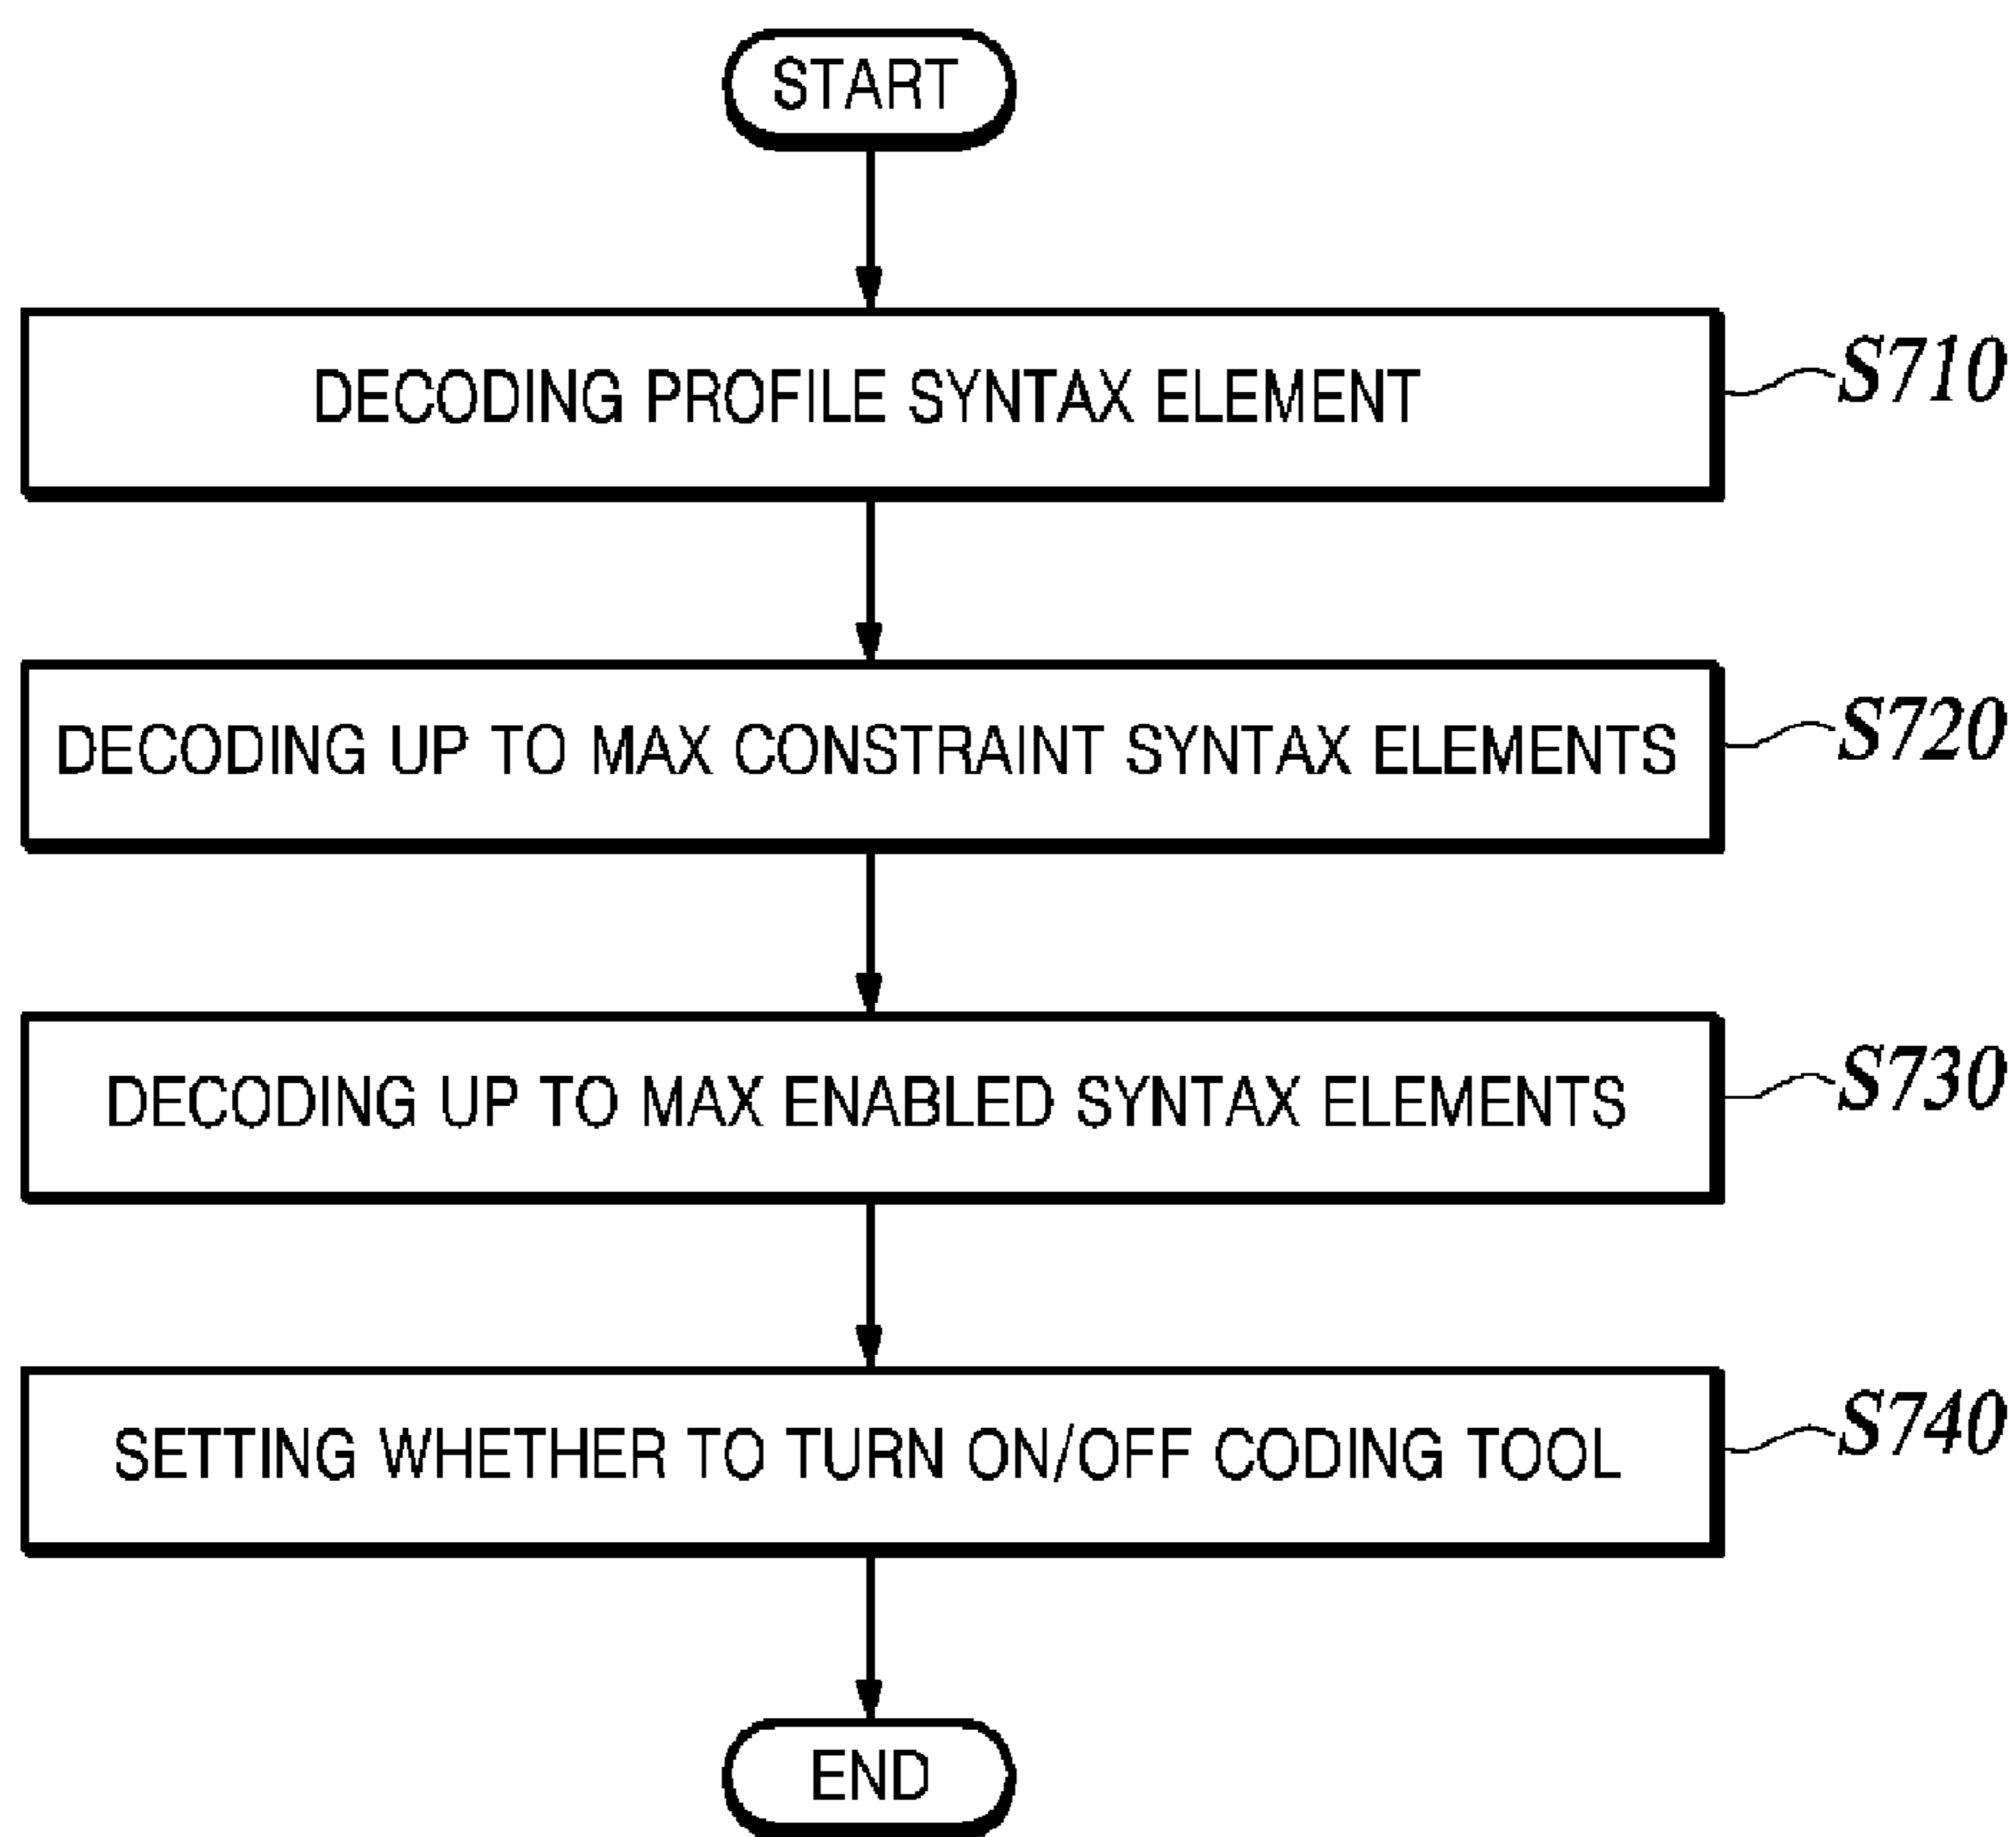 START
DECODING PROFILE SYNTAX ELEMENT
S710
DECODING UP TO MAX CONSTRAINT SYNTAX ELEMENTS
S720
DECODING UP TO MAX ENABLED SYNTAX ELEMENTS
S730
SETTING WHETHER TO TURN ON/OFF CODING TOOL
S740
END